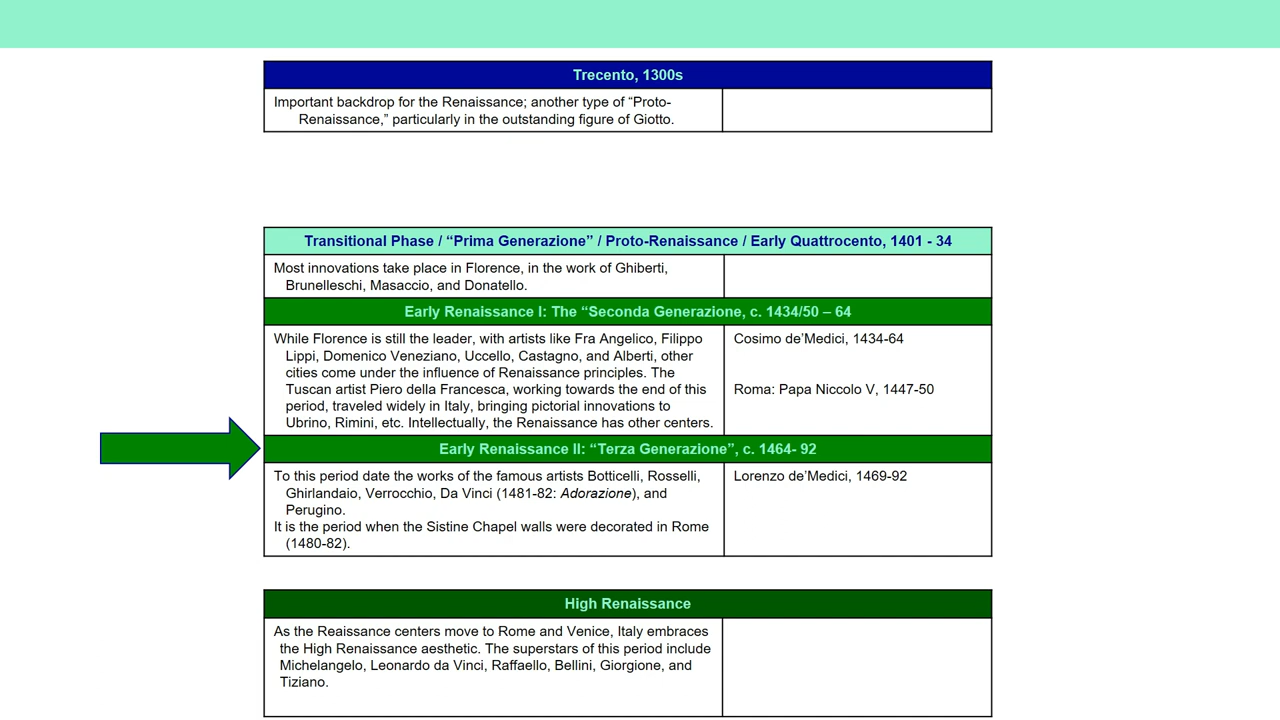 Trecento, 1300s
Important backdrop for the Renaissance; another type of “Proto-
Renaissance,” particularly in the outstanding figure of Giotto.
Transitional Phase / “Prima Generazione” / Proto-Renaissance / Early Quattrocento, 1401 - 34
Most innovations take place in Florence, in the work of Ghiberti,
Brunelleschi, Masaccio, and Donatello.
Early Renaissance I: The “Seconda Generazione, c. 1434/50 – 64
While Florence is still the leader, with artists like Fra Angelico, Filippo
Lippi, Domenico Veneziano, Uccello, Castagno, and Alberti, other
cities come under the influence of Renaissance principles. The
Tuscan artist Piero della Francesca, working towards the end of this
period, traveled widely in Italy, bringing pictorial innovations to
Ubrino, Rimini, etc. Intellectually, the Renaissance has other centers.
Cosimo de’Medici, 1434-64
Roma: Papa Niccolo V, 1447-50
Early Renaissance II: “Terza Generazione”, c. 1464- 92
To this period date the works of the famous artists Botticelli, Rosselli,
Ghirlandaio, Verrocchio, Da Vinci (1481-82: Adorazione), and
Perugino.
It is the period when the Sistine Chapel walls were decorated in Rome
(1480-82).
Lorenzo de’Medici, 1469-92
High Renaissance
As the Reaissance centers move to Rome and Venice, Italy embraces
the High Renaissance aesthetic. The superstars of this period include
Michelangelo, Leonardo da Vinci, Raffaello, Bellini, Giorgione, and
Tiziano.